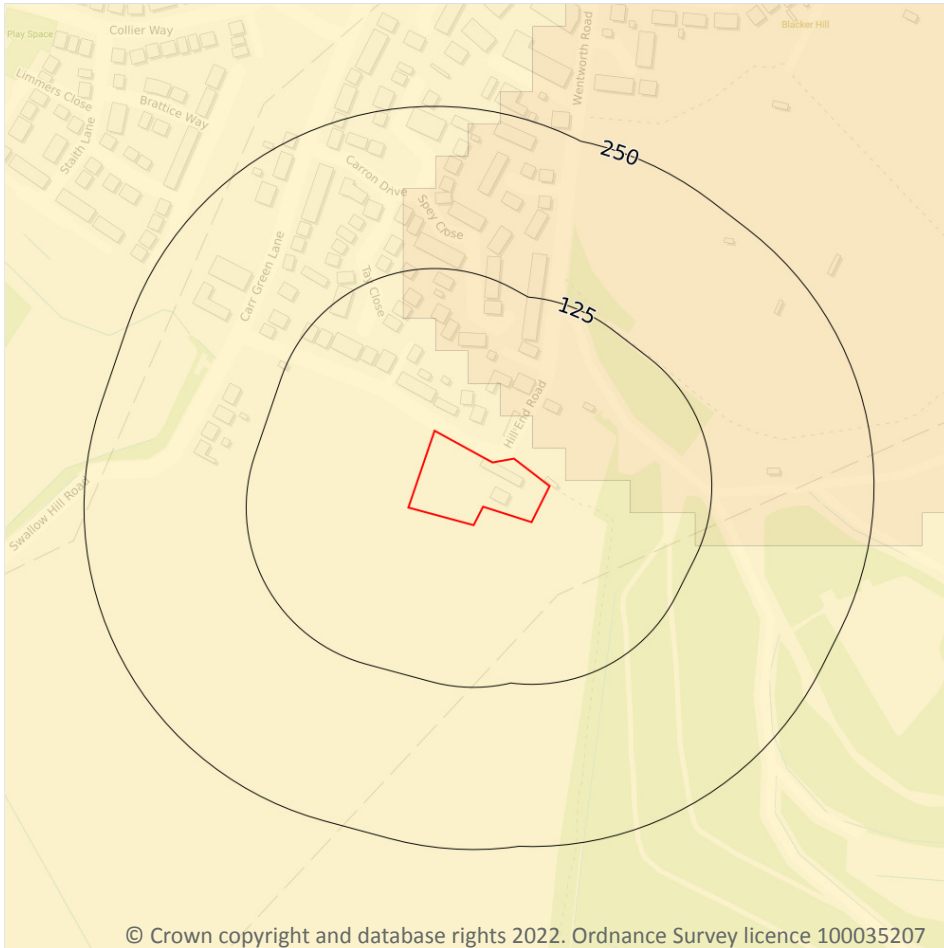 Collier Way
Play Space
Blacker Hill
Wentworth Road
Limmers Close
Brattice Way
Staith Lane
250
Carron Drive
Spey Close
Carr Green Lane
Tay Close
125
Hill End Road
Swallow Hill Road
© Crown copyright and database rights 2022. Ordnance Survey licence 100035207